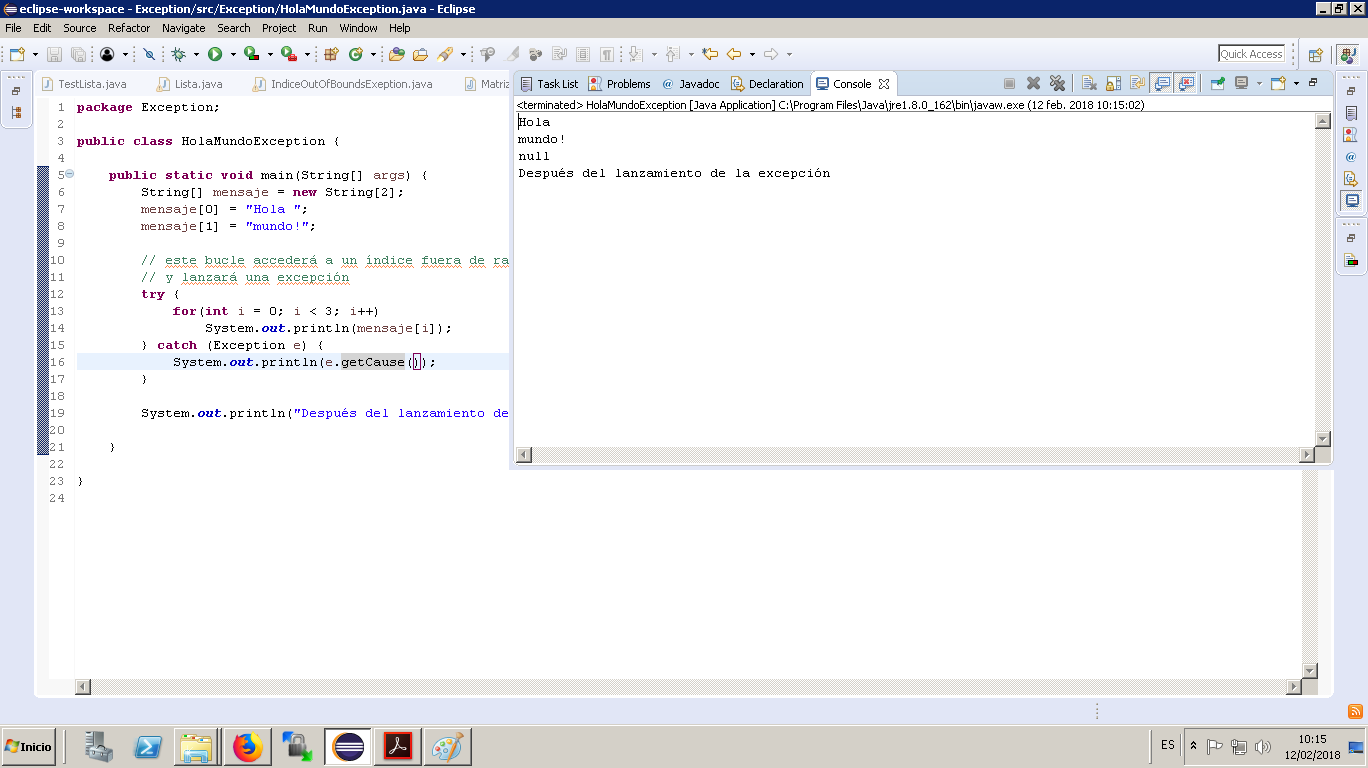 eclipse-workspace - Exception/src/Exception/HolaMundoException.java - Eclipse
File Edit Source Refactor Navigate Search Project Run Window Help
Quick Access
TestLista.java Lista.java IndiceOutOfBoundsExeption.java Matriz
Task List Problems @ Javadoc Declaration Console
<terminated> HolaMundoException [Java Application] C:\Program Files\Java\jre1.8.0_162\bin\javaw.exe (12 feb. 2018 10:15:02)
Hola
mundo!
null
Después del lanzamiento de la excepción
1 package Exception;
2
3 public class HolaMundoException {
4
5 public static void main(String[] args) {
6 String[] mensaje = new String[2];
7 mensaje[0] = "Hola ";
8 mensaje[1] = "mundo!";
9
10 // este bucle accederá a un índice fuera de ra
11 // y lanzará una excepción
12 try {
13 for(int i = 0; i < 3; i++)
14 System.out.println(mensaje[i]);
15 } catch (Exception e) {
16 System.out.println(e.getCause());
17 }
18
19 System.out.println("Después del lanzamiento de
20
21 }
22
23 }
24
Inicio
ES
10:15
12/02/2018